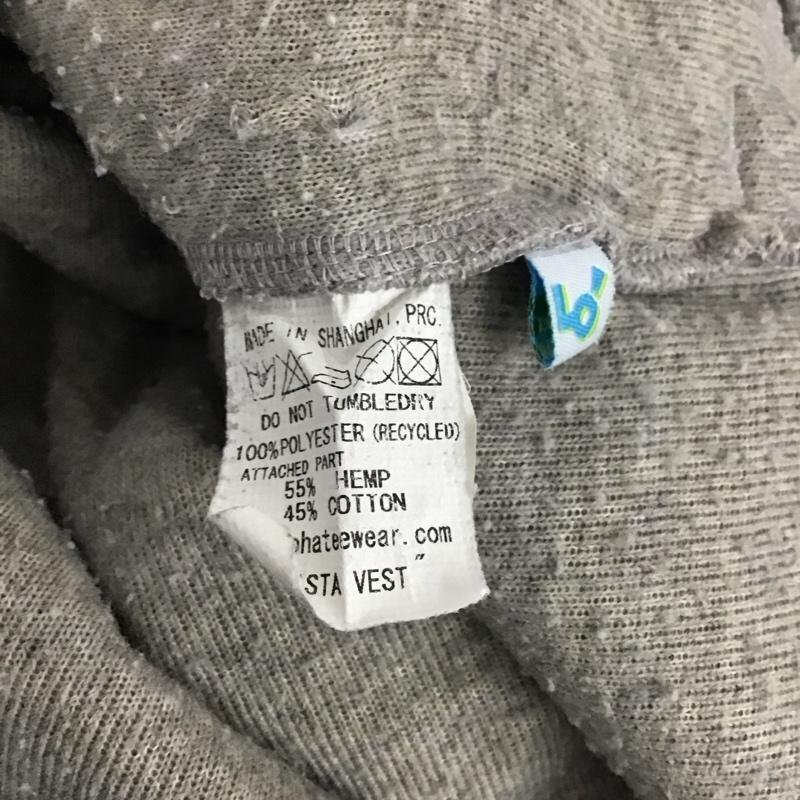 MADE IN SHANGHAI, PRC.
DO NOT TUMBLEDRY
100%POLYESTER (RECYCLED)
ATTACHED PART
55% HEMP
45% COTTON
hateewear.com
STA VEST"